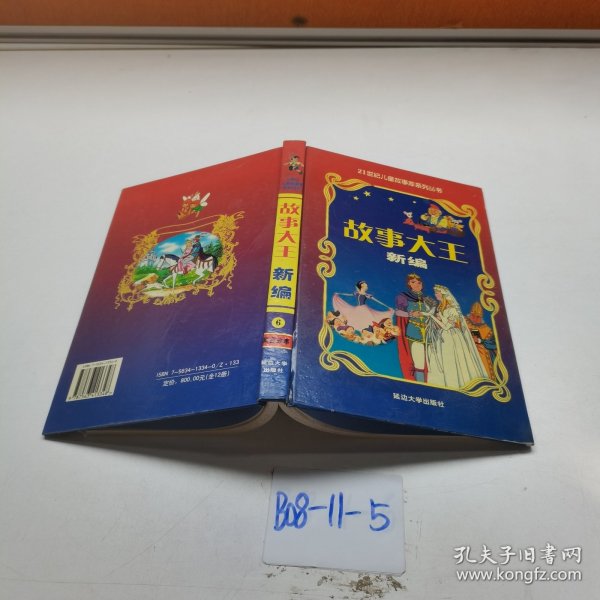 21世纪儿童故事荟系列丛书
故事大王
新编
延边大学出版社
故事大王
新编
6
延边大学
出版社
ISBN 7-5634-1334-0/Z·133
定价：800.00元(全12册)
B08-11-5
孔夫子旧书网
www.kongfz.com